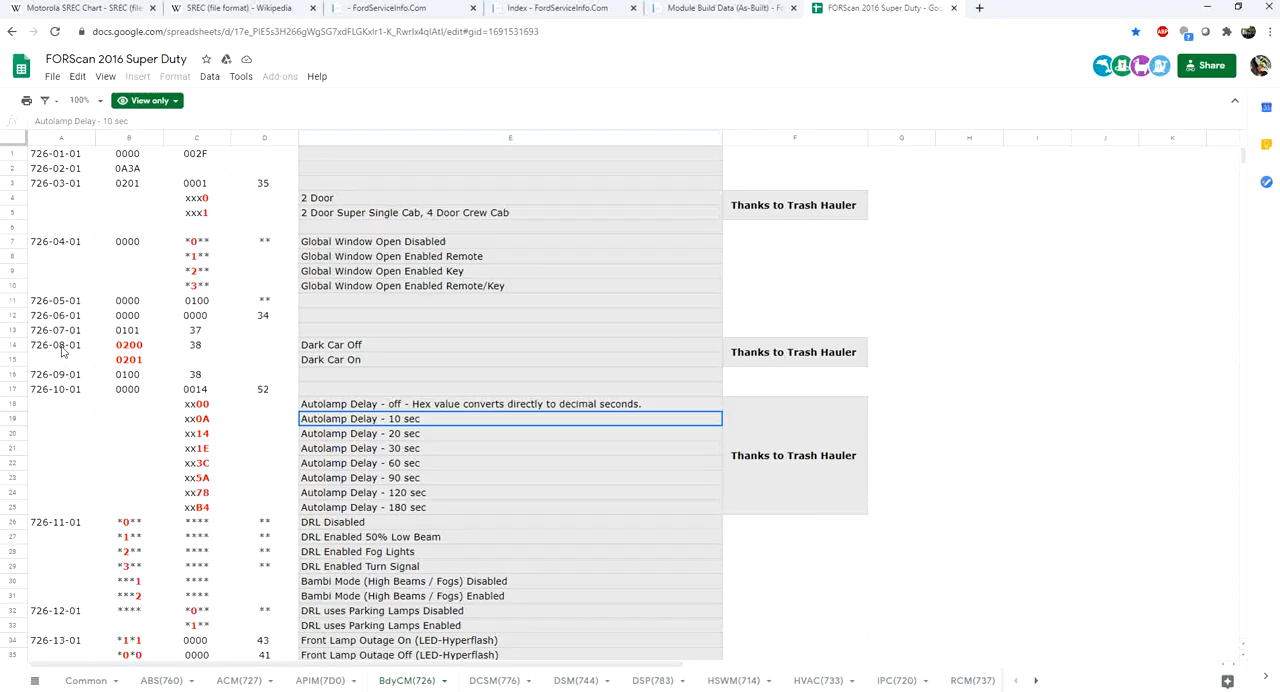 Motorola SREC Chart - SREC (file
SREC (file format) - Wikipedia
- FordServiceInfo.Com
Index - FordServiceInfo.Com
Module Build Data (As-Built) - Fo
FORScan 2016 Super Duty - Goo
FORScan 2016 Super Duty
File Edit View Insert Format Data Tools Add-ons Help
Share
100% View only
Autolamp Delay - 10 sec
A B C D E F G H I J K
1 726-01-01 0000 002F
2 726-02-01 0A3A
3 726-03-01 0201 0001 35
4 xxx0 2 Door
Thanks to Trash Hauler
5 xxx1 2 Door Super Single Cab, 4 Door Crew Cab
6
7 726-04-01 0000 *0** ** Global Window Open Disabled
8 *1** Global Window Open Enabled Remote
9 *2** Global Window Open Enabled Key
10 *3** Global Window Open Enabled Remote/Key
11 726-05-01 0000 0100 **
12 726-06-01 0000 0000 34
13 726-07-01 0101 37
14 726-08-01 0200 38 Dark Car Off
Thanks to Trash Hauler
15 0201 Dark Car On
16 726-09-01 0100 38
17 726-10-01 0000 0014 52
18 xx00 Autolamp Delay - off - Hex value converts directly to decimal seconds.
19 xx0A Autolamp Delay - 10 sec
20 xx14 Autolamp Delay - 20 sec
21 xx1E Autolamp Delay - 30 sec
Thanks to Trash Hauler
22 xx3C Autolamp Delay - 60 sec
23 xx5A Autolamp Delay - 90 sec
24 xx78 Autolamp Delay - 120 sec
25 xxB4 Autolamp Delay - 180 sec
26 726-11-01 *0** **** ** DRL Disabled
27 *1** **** ** DRL Enabled 50% Low Beam
28 *2** **** ** DRL Enabled Fog Lights
29 *3** **** ** DRL Enabled Turn Signal
30 ***1 **** Bambi Mode (High Beams / Fogs) Disabled
31 ***2 **** Bambi Mode (High Beams / Fogs) Enabled
32 726-12-01 **** *0** ** DRL uses Parking Lamps Disabled
33 *1** DRL uses Parking Lamps Enabled
34 726-13-01 *1*1 0000 43 Front Lamp Outage On (LED-Hyperflash)
35 *0*0 0000 41 Front Lamp Outage Off (LED-Hyperflash)
Common ABS(760) ACM(727) APIM(7D0) BdyCM(726) DCSM(776) DSM(744) DSP(783) HSWM(714) HVAC(733) IPC(720) RCM(737)